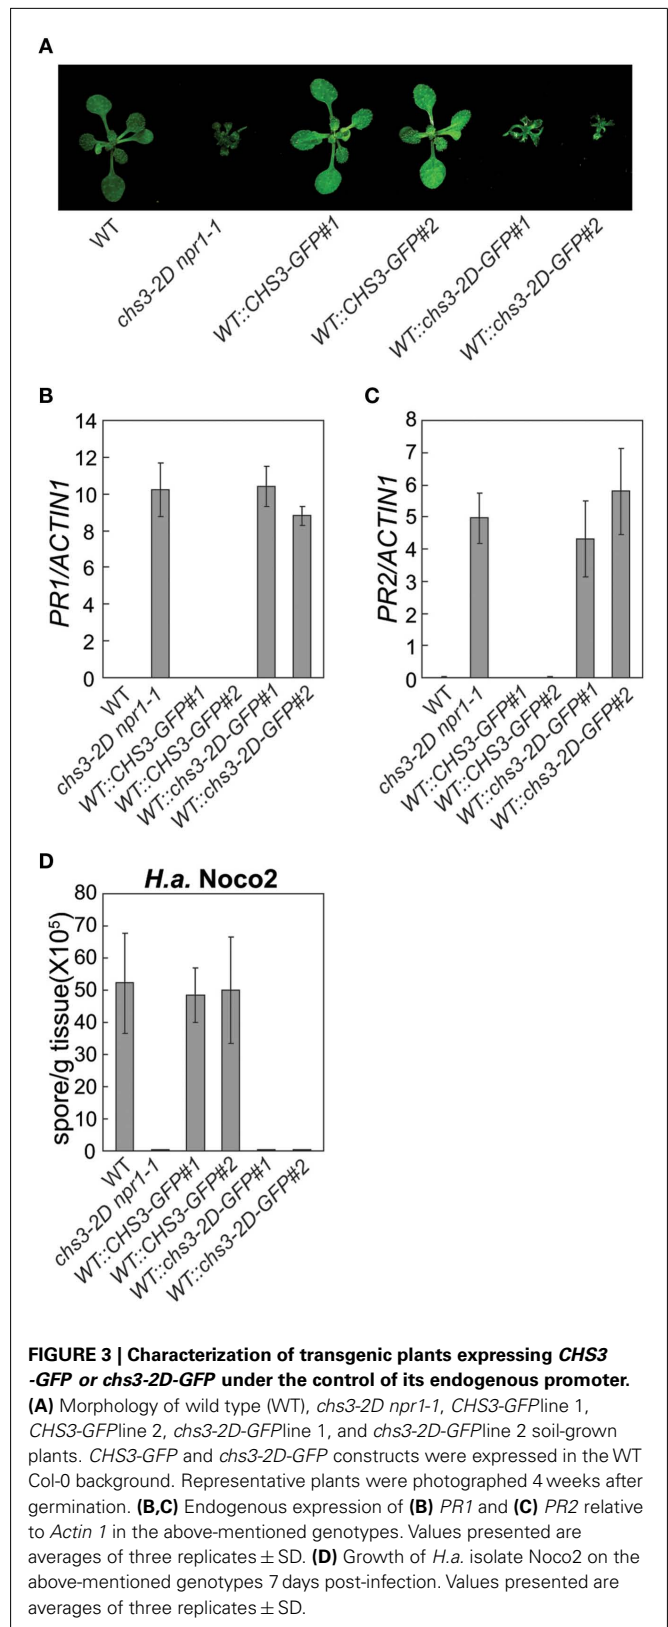 A
WT
chs3-2D npr1-1
WT::CHS3-GFP#1
WT::CHS3-GFP#2
WT::chs3-2D-GFP#1
WT::chs3-2D-GFP#2
B
PR1/ACTIN1
14
12
10
8
6
4
2
0
WT
chs3-2D npr1-1
WT::CHS3-GFP#1
WT::CHS3-GFP#2
WT::chs3-2D-GFP#1
WT::chs3-2D-GFP#2
C
PR2/ACTIN1
8
7
6
5
4
3
2
1
0
WT
chs3-2D npr1-1
WT::CHS3-GFP#1
WT::CHS3-GFP#2
WT::chs3-2D-GFP#1
WT::chs3-2D-GFP#2
D
H.a. Noco2
spore/g tissue(X10⁵)
80
70
60
50
40
30
20
10
0
WT
chs3-2D npr1-1
WT::CHS3-GFP#1
WT::CHS3-GFP#2
WT::chs3-2D-GFP#1
WT::chs3-2D-GFP#2
FIGURE 3 | Characterization of transgenic plants expressing CHS3
-GFP or chs3-2D-GFP under the control of its endogenous promoter.
(A) Morphology of wild type (WT), chs3-2D npr1-1, CHS3-GFPline 1,
CHS3-GFPline 2, chs3-2D-GFPline 1, and chs3-2D-GFPline 2 soil-grown
plants. CHS3-GFP and chs3-2D-GFP constructs were expressed in the WT
Col-0 background. Representative plants were photographed 4 weeks after
germination. (B,C) Endogenous expression of (B) PR1 and (C) PR2 relative
to Actin 1 in the above-mentioned genotypes. Values presented are
averages of three replicates ± SD. (D) Growth of H.a. isolate Noco2 on the
above-mentioned genotypes 7 days post-infection. Values presented are
averages of three replicates ± SD.